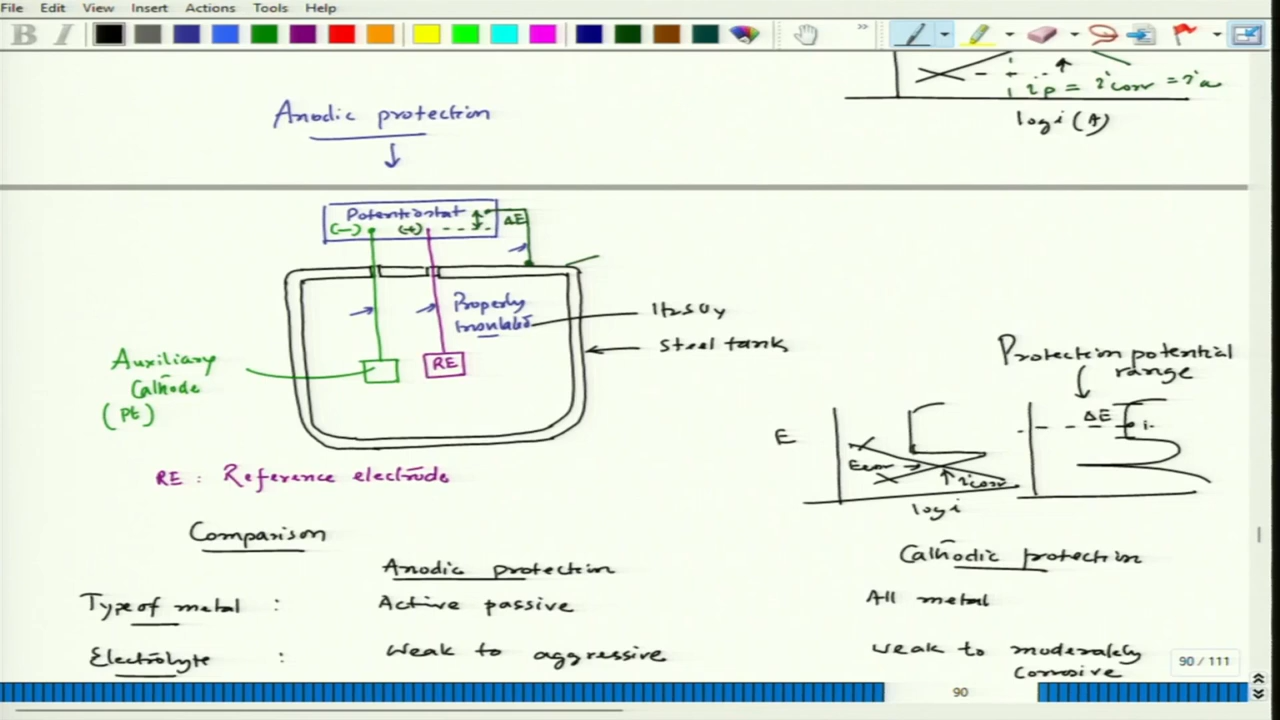 File Edit View Insert Actions Tools Help
B I
ip = icorr = ia
log i (A)
Anodic protection
Potentiostat
(-) (+) ΔE
Properly
Insulated
H2SO4
Steel tank
Auxiliary
Cathode
(Pt)
RE
RE : Reference electrode
Protection potential
range
ΔE
E
Ecorr
icorr
log i
Comparison
Anodic protection
Cathodic protection
Type of metal : Active passive All metal
Electrolyte : Weak to aggressive Weak to moderately
corrosive
90 / 111
90